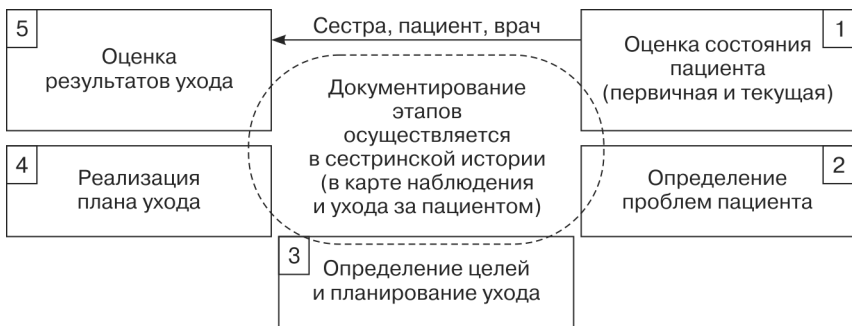 5
Оценка
результатов ухода
Сестра, пациент, врач
1
Оценка состояния
пациента
(первичная и текущая)
Документирование
этапов
осуществляется
в сестринской истории
(в карте наблюдения
и ухода за пациентом)
4
Реализация
плана ухода
2
Определение
проблем пациента
3
Определение целей
и планирование ухода